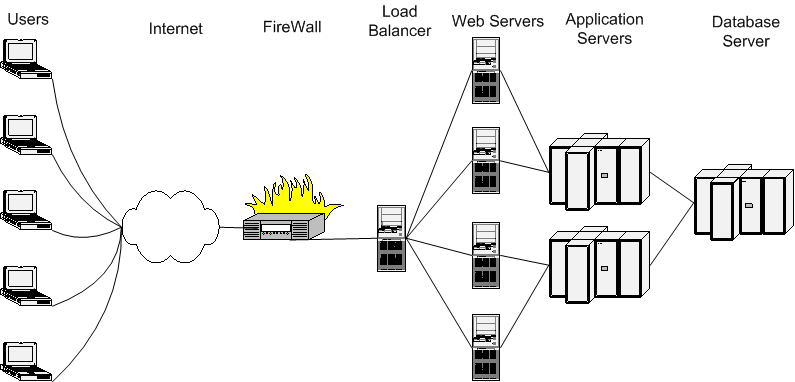 Users
Internet
FireWall
Load
Balancer
Web Servers
Application
Servers
Database
Server